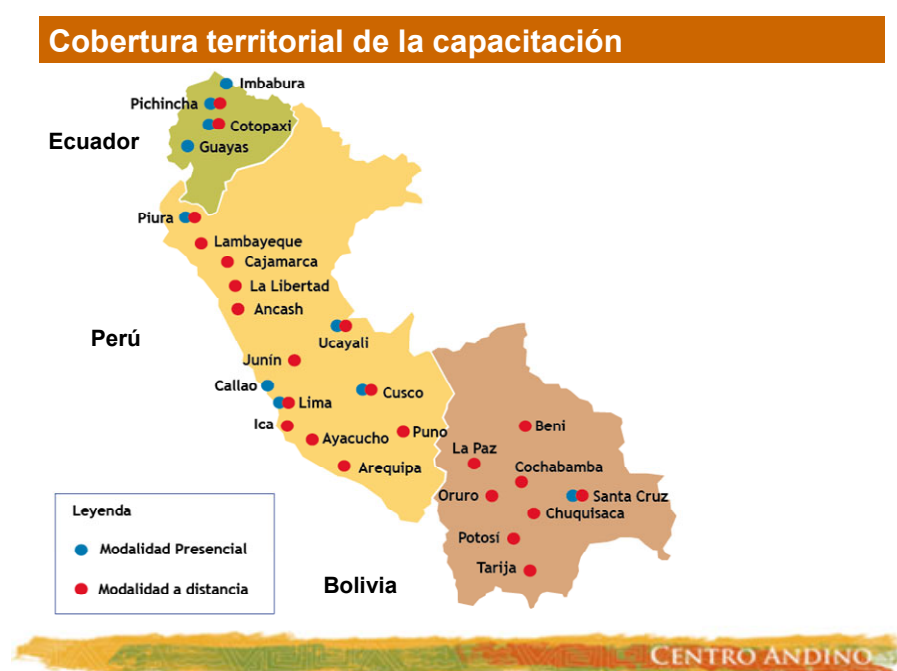 Cobertura territorial de la capacitación
Imbabura
Pichincha
Cotopaxi
Ecuador
Guayas
Piura
Lambayeque
Cajamarca
La Libertad
Ancash
Perú
Ucayali
Junín
Callao
Cusco
Lima
Ica
Puno
Ayacucho
Beni
La Paz
Arequipa
Cochabamba
Oruro
Santa Cruz
Chuquisaca
Potosí
Tarija
Leyenda
Modalidad Presencial
Modalidad a distancia
Bolivia
CENTRO ANDINO